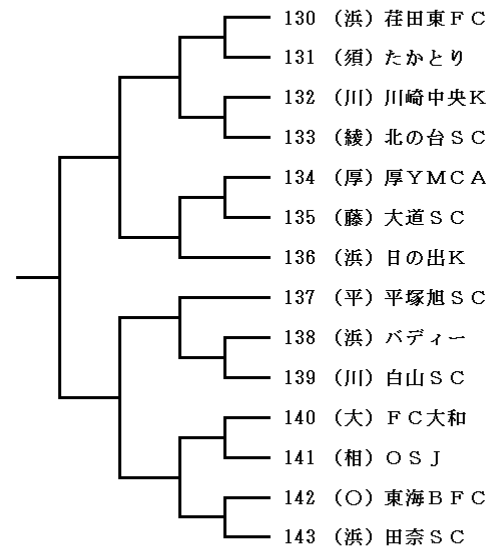 130 （浜）荏田東ＦＣ
131 （須）たかとり
132 （川）川崎中央Ｋ
133 （綾）北の台ＳＣ
134 （厚）厚ＹＭＣＡ
135 （藤）大道ＳＣ
136 （浜）日の出Ｋ
137 （平）平塚旭ＳＣ
138 （浜）バディー
139 （川）白山ＳＣ
140 （大）ＦＣ大和
141 （相）ＯＳＪ
142 （〇）東海ＢＦＣ
143 （浜）田奈ＳＣ